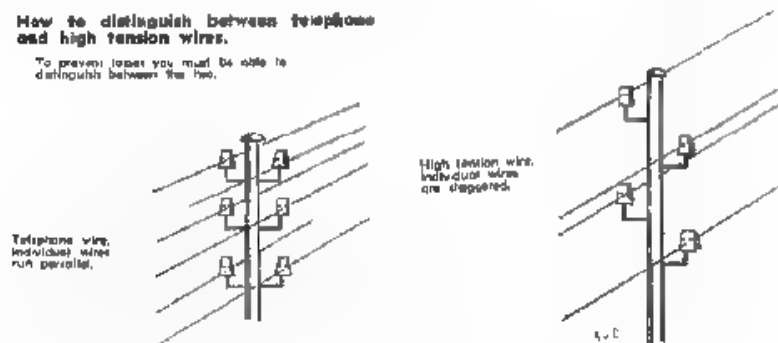 How to distinguish between telephone
and high tension wires.
To prevent losses you must be able to
distinguish between the two.
High tension wire,
individual wires
are staggered.
Telephone wire,
individual wires
run parallel.